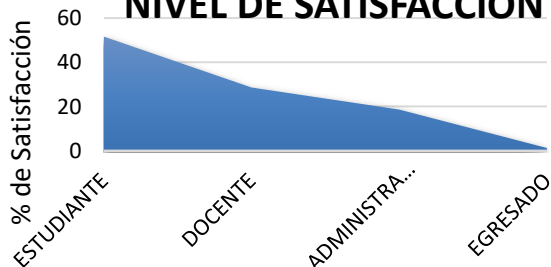 NIVEL DE SATISFACCIÓN
% de Satisfacción
60
40
20
0
ESTUDIANTE
DOCENTE
ADMINISTRA...
EGRESADO